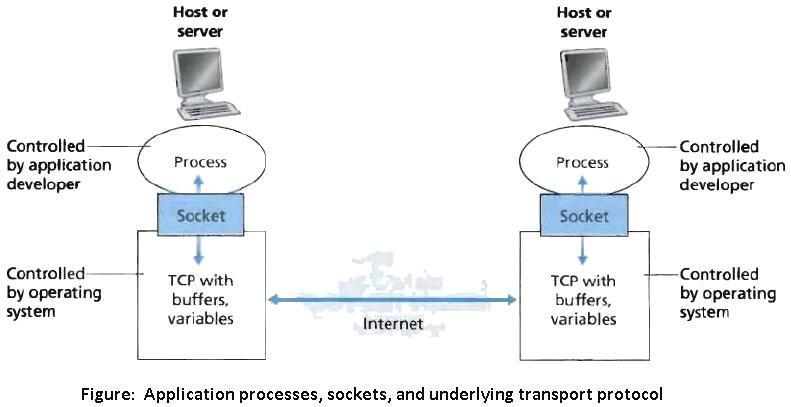 Host or
server
Host or
server
Controlled
by application
developer
Process
Process
Controlled
by application
developer
Socket
Socket
Controlled
by operating
system
TCP with
buffers,
variables
Internet
TCP with
buffers,
variables
Controlled
by operating
system
Figure: Application processes, sockets, and underlying transport protocol